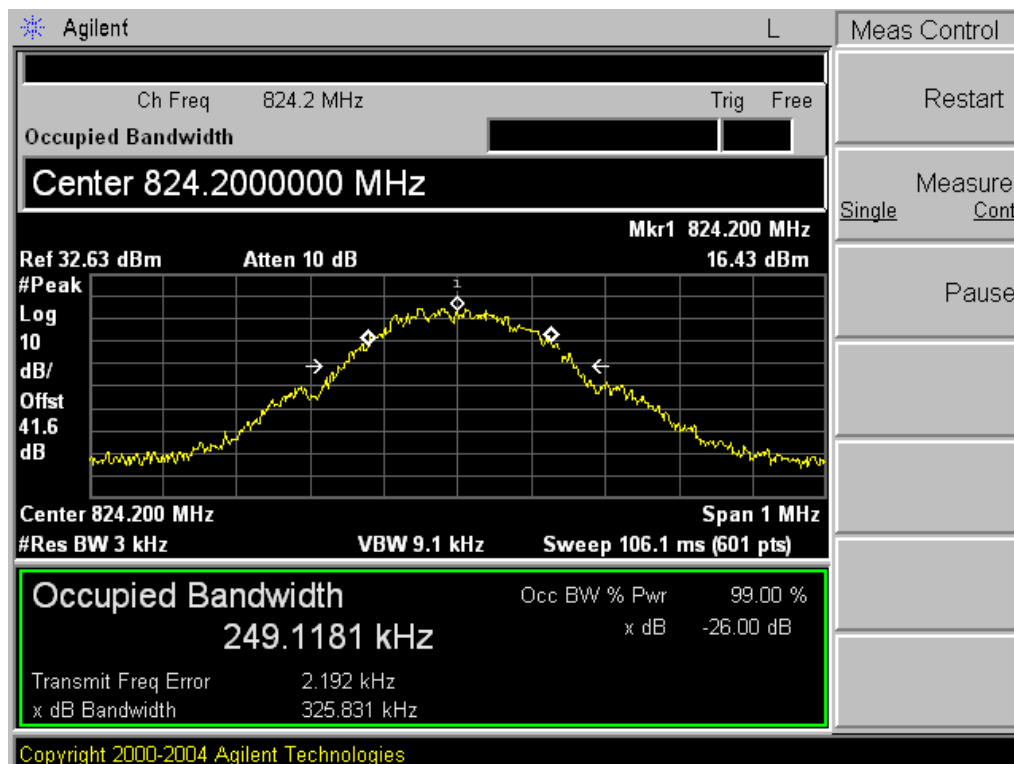 Agilent L Meas Control
Ch Freq 824.2 MHz Trig Free
Occupied Bandwidth
Center 824.2000000 MHz
Mkr1 824.200 MHz
Ref 32.63 dBm Atten 10 dB 16.43 dBm
#Peak
Log
10
dB/
Offst
41.6
dB
1
Center 824.200 MHz Span 1 MHz
#Res BW 3 kHz VBW 9.1 kHz Sweep 106.1 ms (601 pts)
Occupied Bandwidth Occ BW % Pwr 99.00 %
249.1181 kHz x dB -26.00 dB
Transmit Freq Error 2.192 kHz
x dB Bandwidth 325.831 kHz
Copyright 2000-2004 Agilent Technologies
Restart
Measure
Single Cont
Pause